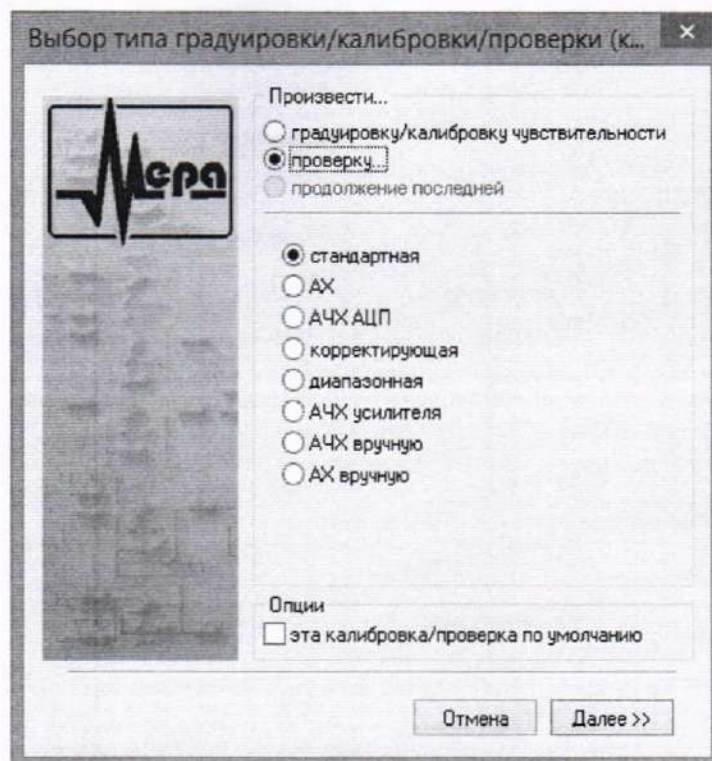 Выбор типа градуировки/калибровки/проверки (к...
Мера
Произвести...
градуировку/калибровку чувствительности
проверку...
продолжение последней
стандартная
АХ
АЧХ АЦП
корректирующая
диапазонная
АЧХ усилителя
АЧХ вручную
АХ вручную
Опции
эта калибровка/проверка по умолчанию
Отмена
Далее >>